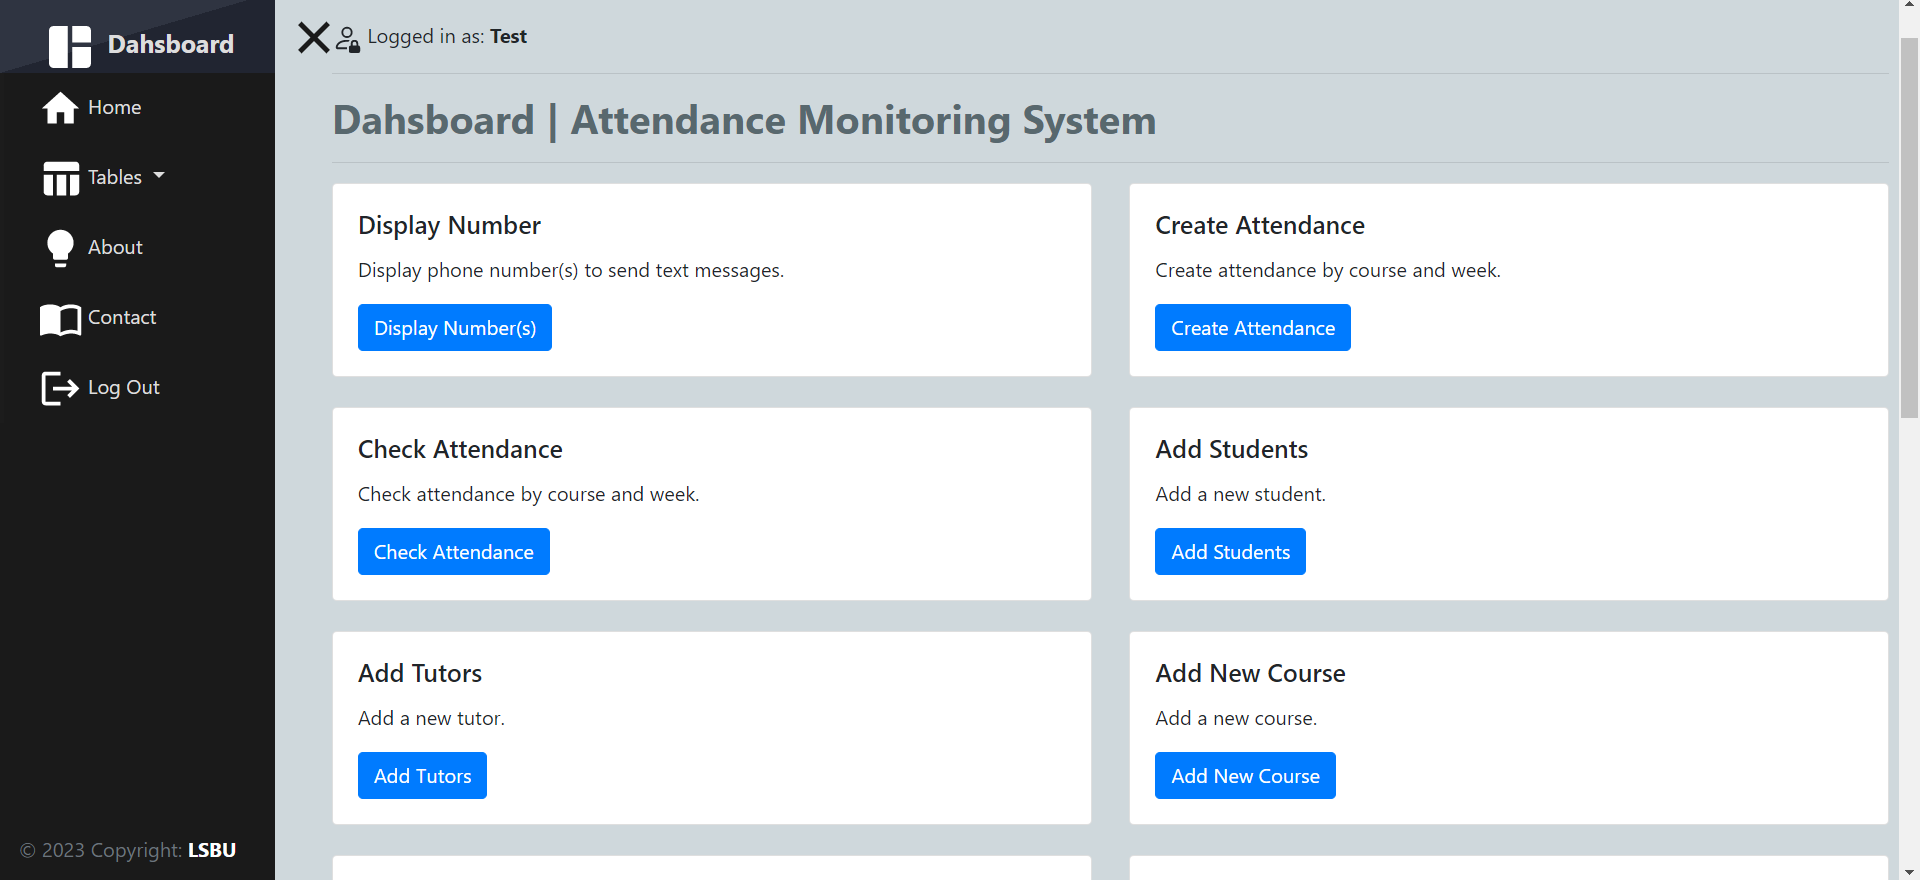 Dahsboard
Home
Tables
About
Contact
Log Out
© 2023 Copyright: LSBU
Logged in as: Test
Dahsboard | Attendance Monitoring System
Display Number
Display phone number(s) to send text messages.
Display Number(s)
Create Attendance
Create attendance by course and week.
Create Attendance
Check Attendance
Check attendance by course and week.
Check Attendance
Add Students
Add a new student.
Add Students
Add Tutors
Add a new tutor.
Add Tutors
Add New Course
Add a new course.
Add New Course